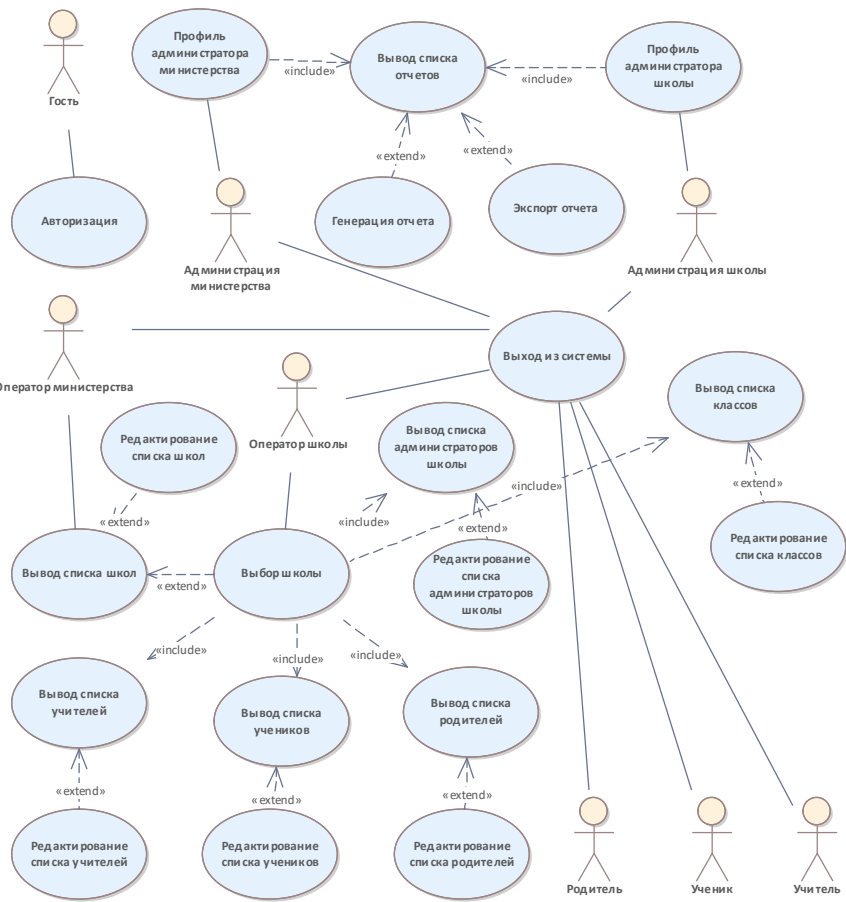 Профиль
администратора
министерства
«include»
Вывод списка
отчетов
«include»
Профиль
администратора
школы
Гость
«extend»
«extend»
Авторизация
Генерация отчета
Экспорт отчета
Администрация
министерства
Администрация школы
Выход из системы
Оператор министерства
Вывод списка
классов
Редактирование
списка школ
Оператор школы
Вывод списка
администраторов
школы
«include»
«extend»
«extend»
«include»
«extend»
Вывод списка школ
«extend»
Выбор школы
Редактирование
списка
администраторов
школы
Редактирование
списка классов
«include»
«include»
«include»
Вывод списка
учителей
Вывод списка
учеников
Вывод списка
родителей
«extend»
«extend»
«extend»
Редактирование
списка учителей
Редактирование
списка учеников
Редактирование
списка родителей
Родитель
Ученик
Учитель